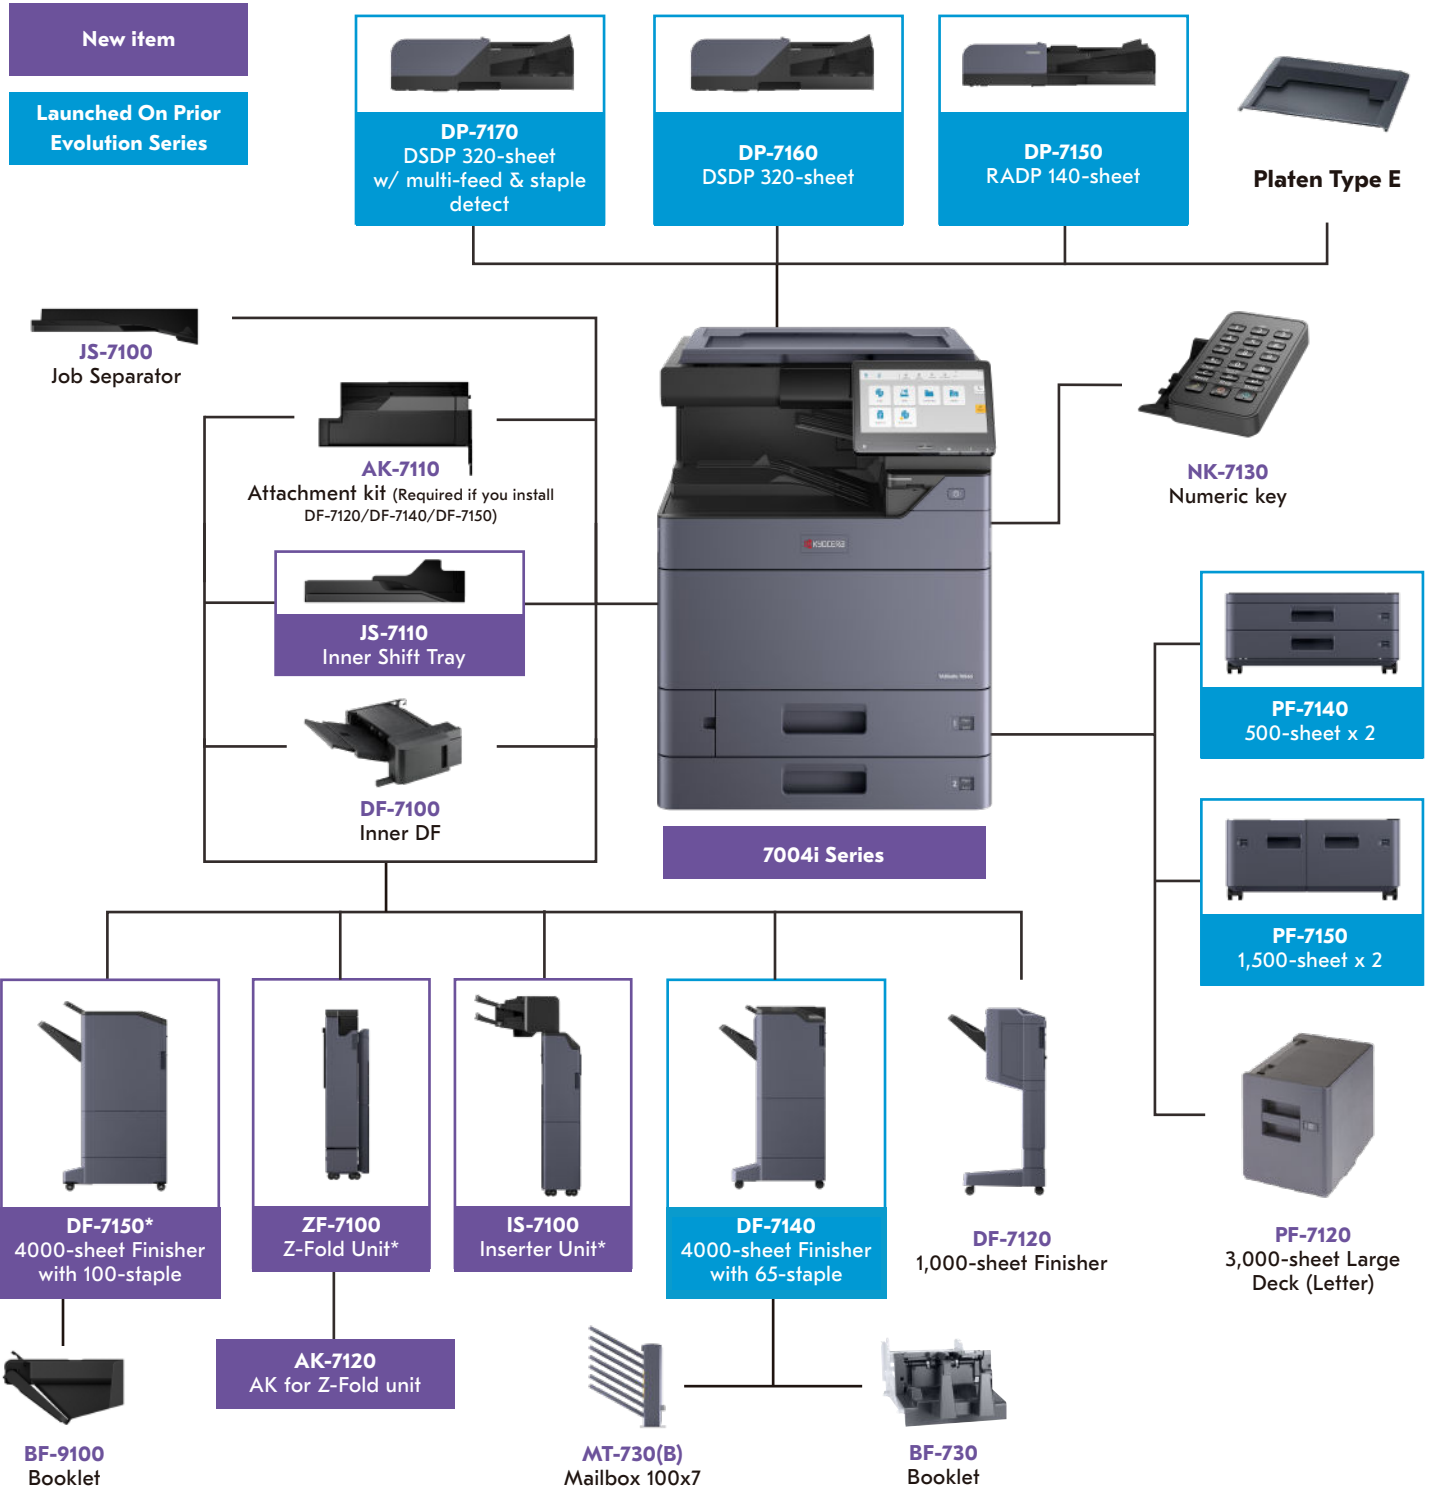 New item
Launched On Prior
Evolution Series
DP-7170
DSDP 320-sheet
w/ multi-feed & staple
detect
DP-7160
DSDP 320-sheet
DP-7150
RADP 140-sheet
Platen Type E
JS-7100
Job Separator
AK-7110
Attachment kit (Required if you install
DF-7120/DF-7140/DF-7150)
NK-7130
Numeric key
KYOCERA
JS-7110
Inner Shift Tray
PF-7140
500-sheet x 2
DF-7100
Inner DF
7004i Series
PF-7150
1,500-sheet x 2
DF-7150*
4000-sheet Finisher
with 100-staple
ZF-7100
Z-Fold Unit*
IS-7100
Inserter Unit*
DF-7140
4000-sheet Finisher
with 65-staple
DF-7120
1,000-sheet Finisher
PF-7120
3,000-sheet Large
Deck (Letter)
AK-7120
AK for Z-Fold unit
BF-9100
Booklet
MT-730(B)
Mailbox 100x7
BF-730
Booklet